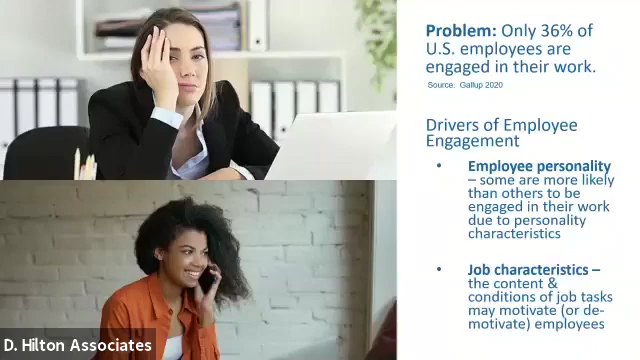 Problem: Only 36% of
U.S. employees are
engaged in their work.
Source: Gallup 2020
Drivers of Employee
Engagement
• Employee personality
– some are more likely
than others to be
engaged in their work
due to personality
characteristics
• Job characteristics –
the content &
conditions of job tasks
may motivate (or de-
motivate) employees
D. Hilton Associates